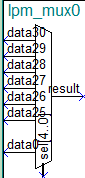 lpm_mux0
data30
data29
data28
data27
data26
data25
data0
result
sel[4..0]